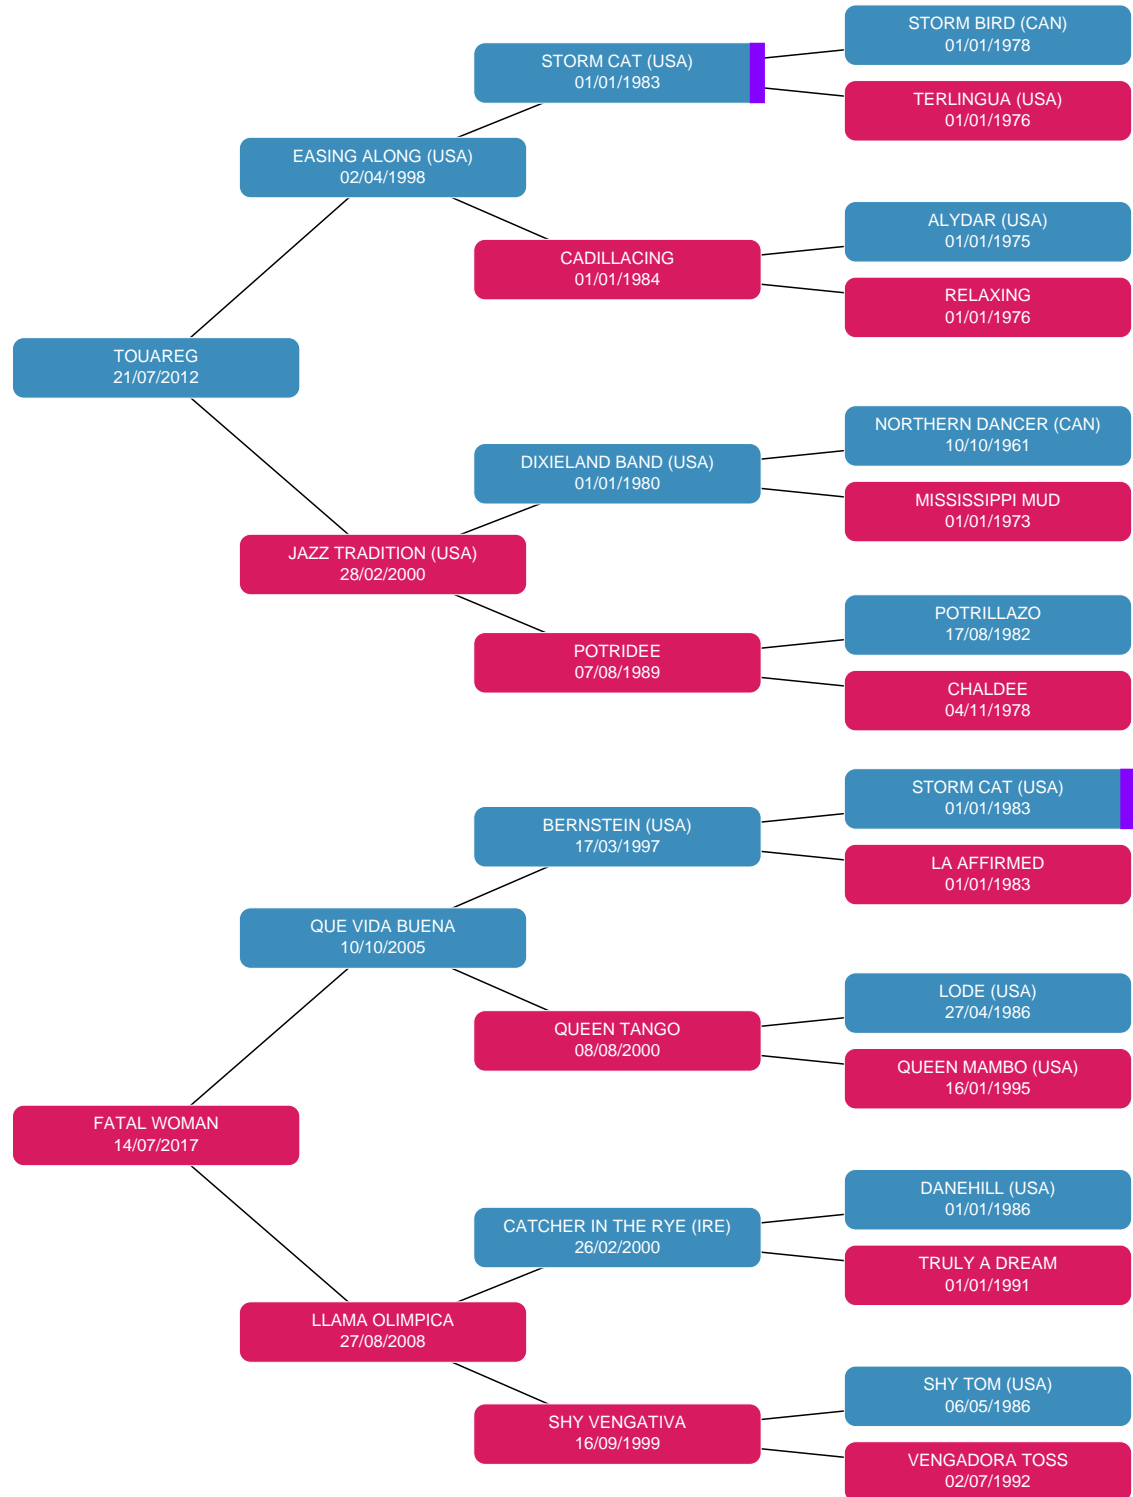 STORM BIRD (CAN)
01/01/1978
STORM CAT (USA)
01/01/1983
TERLINGUA (USA)
01/01/1976
EASING ALONG (USA)
02/04/1998
ALYDAR (USA)
01/01/1975
CADILLACING
01/01/1984
RELAXING
01/01/1976
TOUAREG
21/07/2012
NORTHERN DANCER (CAN)
10/10/1961
DIXIELAND BAND (USA)
01/01/1980
MISSISSIPPI MUD
01/01/1973
JAZZ TRADITION (USA)
28/02/2000
POTRILLAZO
17/08/1982
POTRIDEE
07/08/1989
CHALDEE
04/11/1978
STORM CAT (USA)
01/01/1983
BERNSTEIN (USA)
17/03/1997
LA AFFIRMED
01/01/1983
QUE VIDA BUENA
10/10/2005
LODE (USA)
27/04/1986
QUEEN TANGO
08/08/2000
QUEEN MAMBO (USA)
16/01/1995
FATAL WOMAN
14/07/2017
DANEHILL (USA)
01/01/1986
CATCHER IN THE RYE (IRE)
26/02/2000
TRULY A DREAM
01/01/1991
LLAMA OLIMPICA
27/08/2008
SHY TOM (USA)
06/05/1986
SHY VENGATIVA
16/09/1999
VENGADORA TOSS
02/07/1992